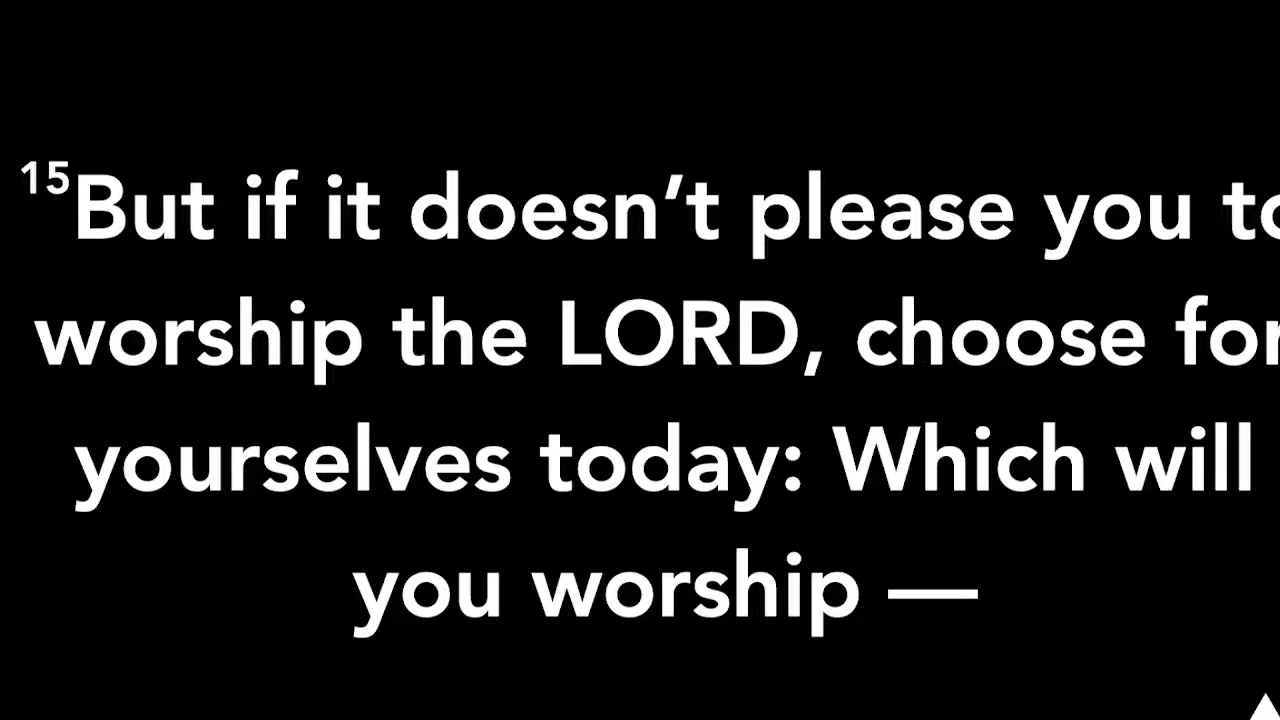 15But if it doesn’t please you to
worship the LORD, choose for
yourselves today: Which will
you worship —